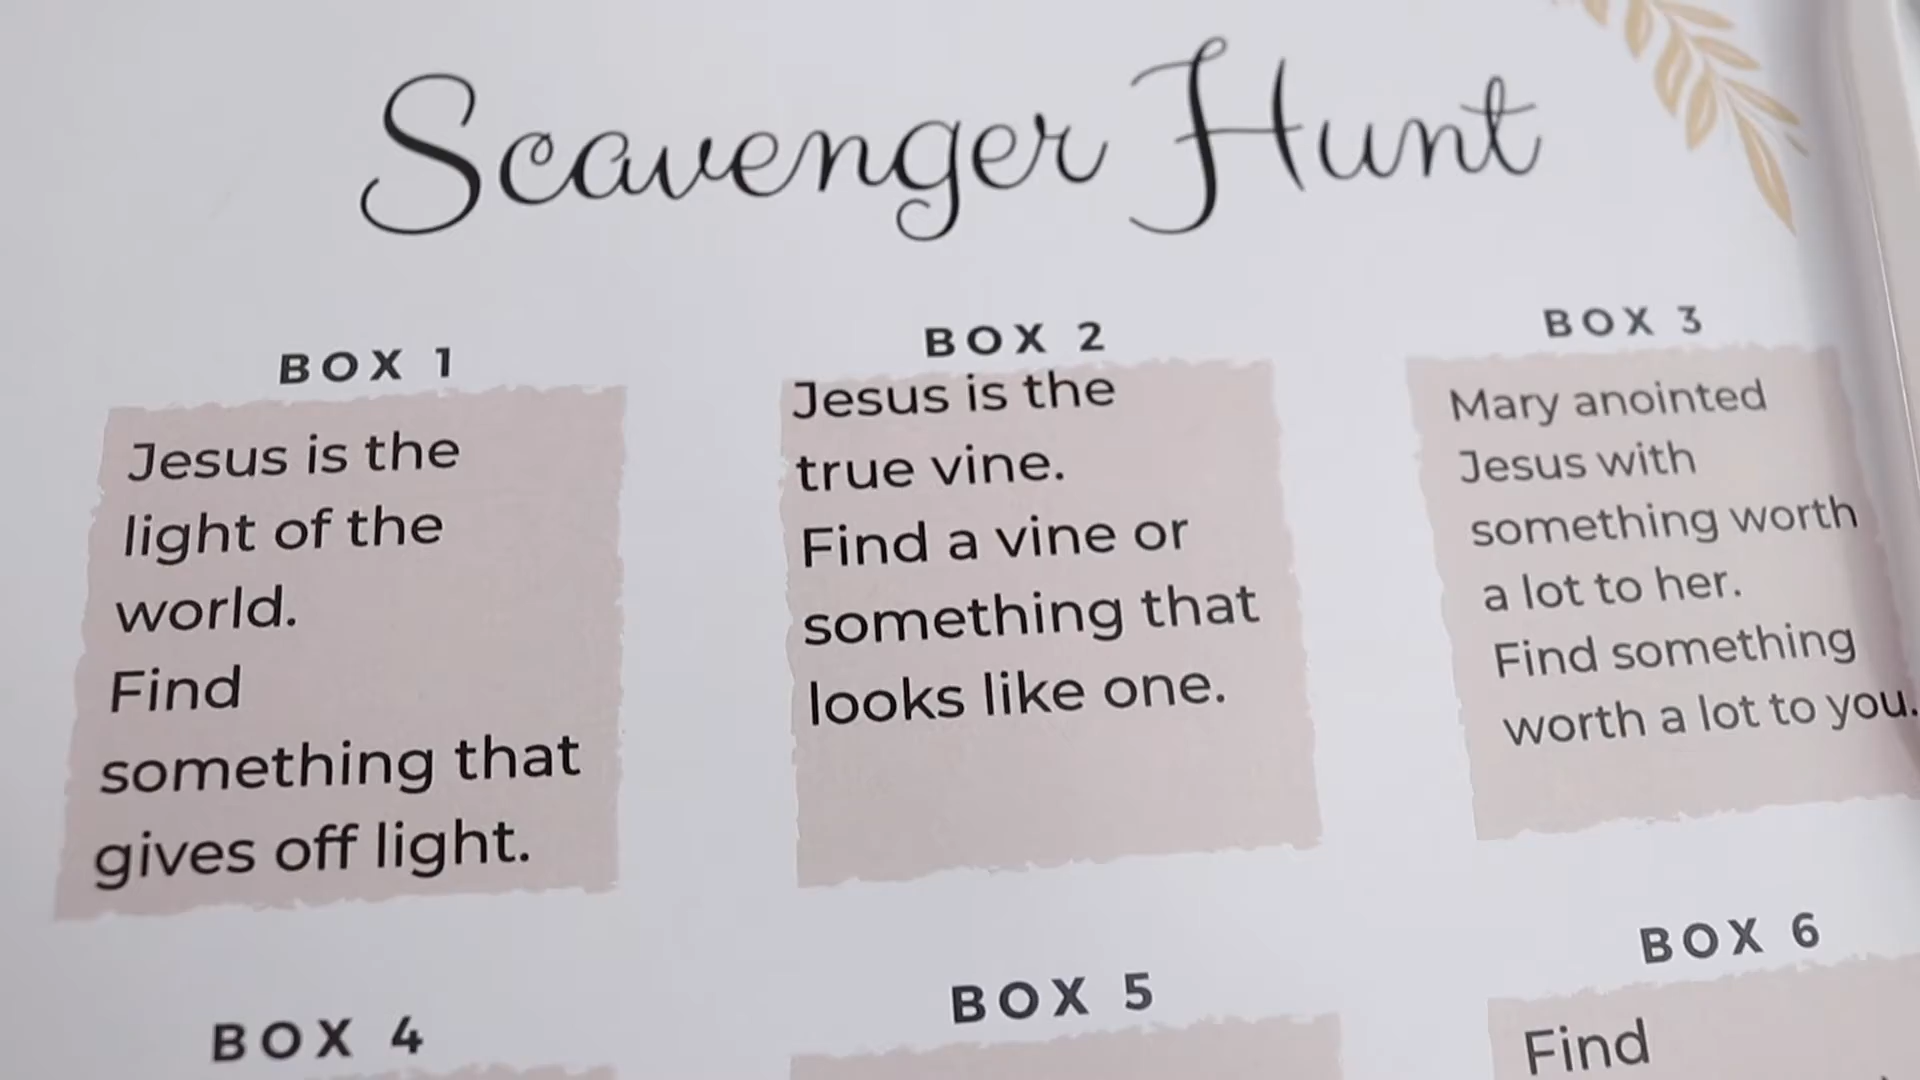 Scavenger Hunt
BOX 1
Jesus is the
light of the
world.
Find
something that
gives off light.
BOX 2
Jesus is the
true vine.
Find a vine or
something that
looks like one.
BOX 3
Mary anointed
Jesus with
something worth
a lot to her.
Find something
worth a lot to you.
BOX 4
BOX 5
BOX 6
Find